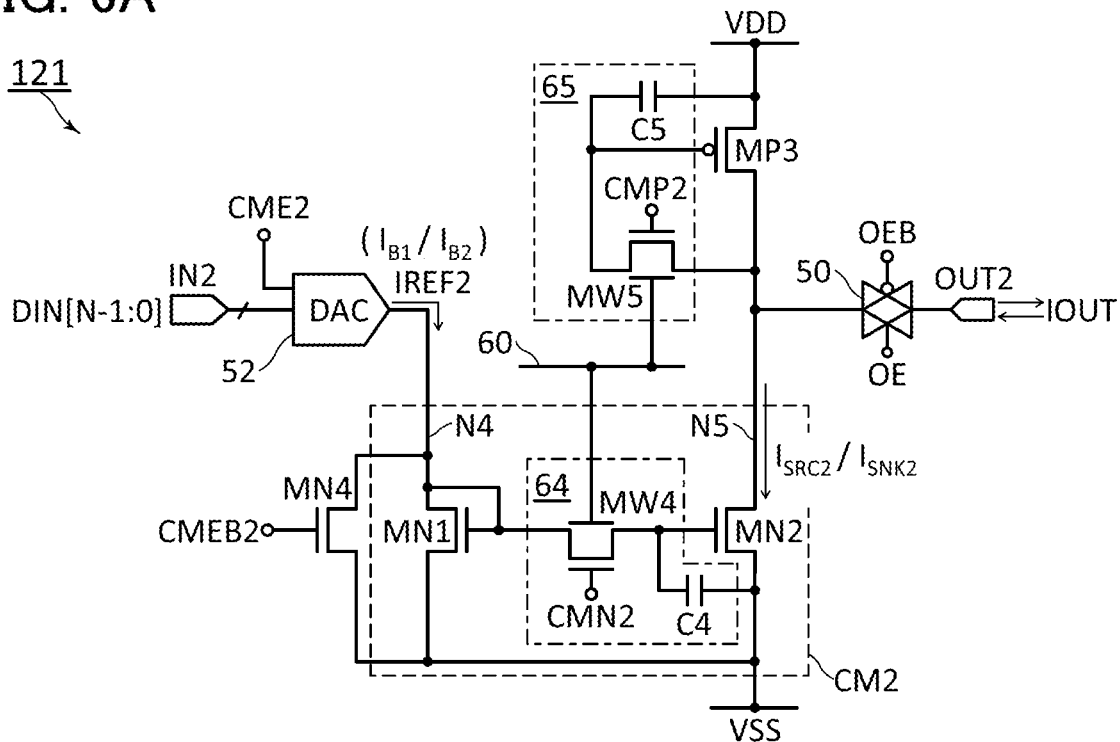 121
VDD
65
C5
MP3
CMP2
MW5
CME2
(I_B1 / I_B2)
IREF2
IN2
DIN[N-1:0]
DAC
52
OEB
50
OUT2
IOUT
OE
60
N4
N5
I_SRC2 / I_SNK2
MN4
64
MW4
CMEB2
MN1
MN2
CMN2
C4
CM2
VSS